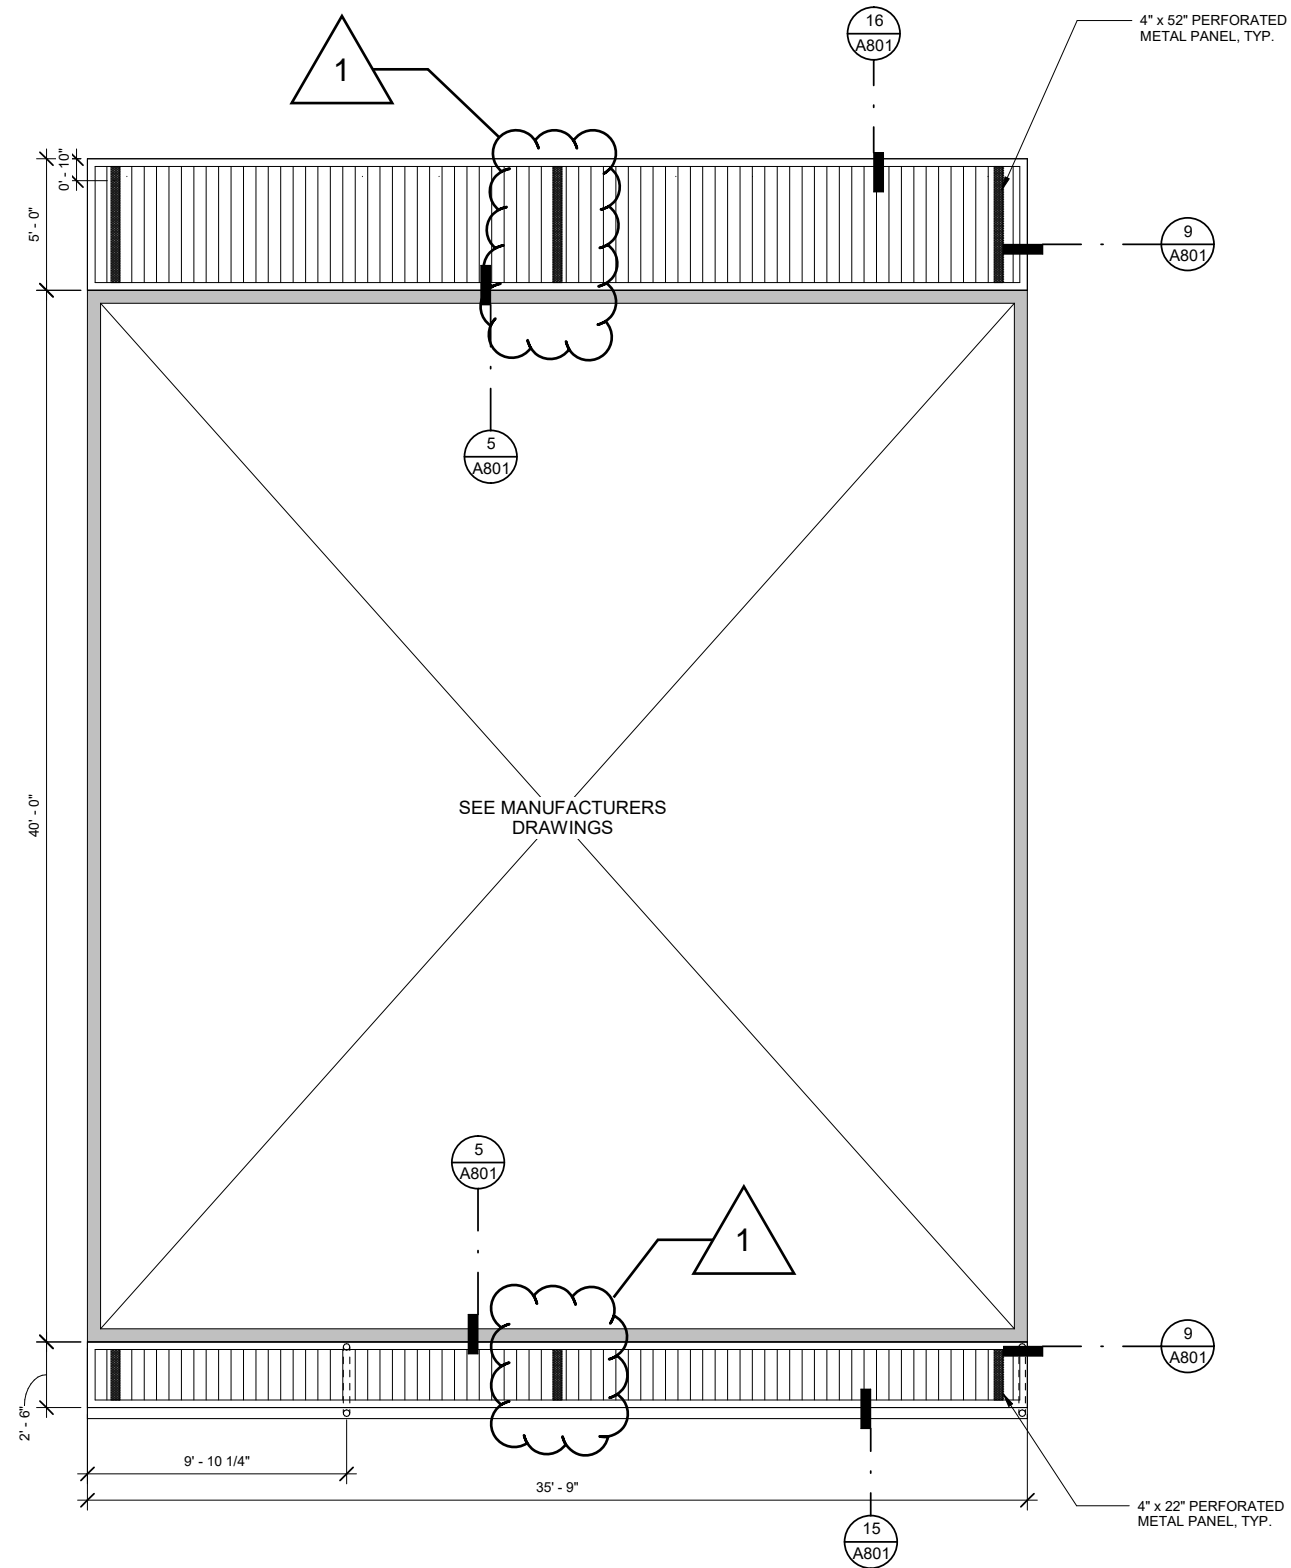 16
A801
4" x 52" PERFORATED
METAL PANEL, TYP.
1
0' - 10"
5' - 0"
9
A801
5
A801
40' - 0"
SEE MANUFACTURERS
DRAWINGS
5
A801
1
9
A801
2' - 6"
9' - 10 1/4"
35' - 9"
4" x 22" PERFORATED
METAL PANEL, TYP.
15
A801